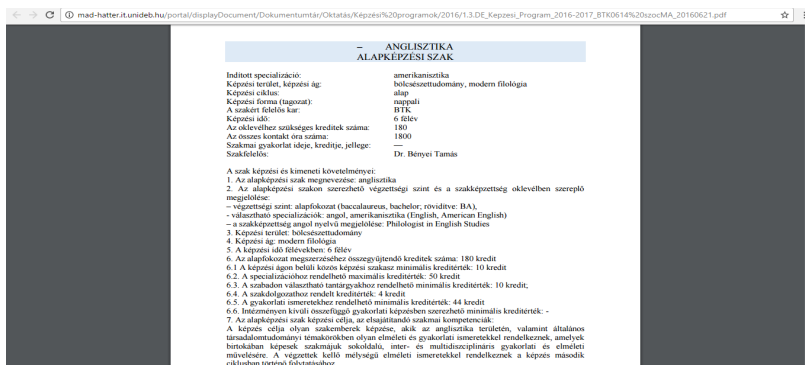 mad-hatter.it.unideb.hu/portal/displayDocument/Dokumentumtár/Oktatás/Képzési%20programok/2016/1.3.DE_Kepzesi_Program_2016-2017_BTK0614%20szocMA_20160621.pdf
– ANGLISZTIKA
ALAPKÉPZÉSI SZAK
Indított specializáció: amerikanisztika
Képzési terület, képzési ág: bölcsészettudomány, modern filológia
Képzési ciklus: alap
Képzési forma (tagozat): nappali
A szakért felelős kar: BTK
Képzési idő: 6 félév
Az oklevélhez szükséges kreditek száma: 180
Az összes kontakt óra száma: 1800
Szakmai gyakorlat ideje, kreditje, jellege: —
Szakfelelős: Dr. Bényei Tamás
A szak képzési és kimeneti követelményei:
1. Az alapképzési szak megnevezése: anglisztika
2. Az alapképzési szakon szerezhető végzettségi szint és a szakképzettség oklevélben szereplő
megjelölése:
– végzettségi szint: alapfokozat (baccalaureus, bachelor; rövidítve: BA),
- választható specializációk: angol, amerikanisztika (English, American English)
– a szakképzettség angol nyelvű megjelölése: Philologist in English Studies
3. Képzési terület: bölcsészettudomány
4. Képzési ág: modern filológia
5. A képzési idő félévekben: 6 félév
6. Az alapfokozat megszerzéséhez összegyűjtendő kreditek száma: 180 kredit
6.1 A képzési ágon belüli közös képzési szakasz minimális kreditértéke: 10 kredit
6.2. A specializációhoz rendelhető maximális kreditérték: 50 kredit
6.3. A szabadon választható tantárgyakhoz rendelhető minimális kreditérték: 10 kredit;
6.4. A szakdolgozathoz rendelt kreditérték: 4 kredit
6.5. A gyakorlati ismeretekhez rendelhető minimális kreditérték: 44 kredit
6.6. Intézményen kívüli összefüggő gyakorlati képzésben szerezhető minimális kreditérték: -
7. Az alapképzési szak képzési célja, az elsajátítandó szakmai kompetenciák:
A képzés célja olyan szakemberek képzése, akik az anglisztika területén, valamint általános
társadalomtudományi témakörökben olyan elméleti és gyakorlati ismeretekkel rendelkeznek, amelyek
birtokában képesek szakmájuk sokoldalú, inter- és multidiszciplináris gyakorlati és elméleti
művelésére. A végzettek kellő mélységű elméleti ismeretekkel rendelkeznek a képzés második
ciklusban történő folytatásához.